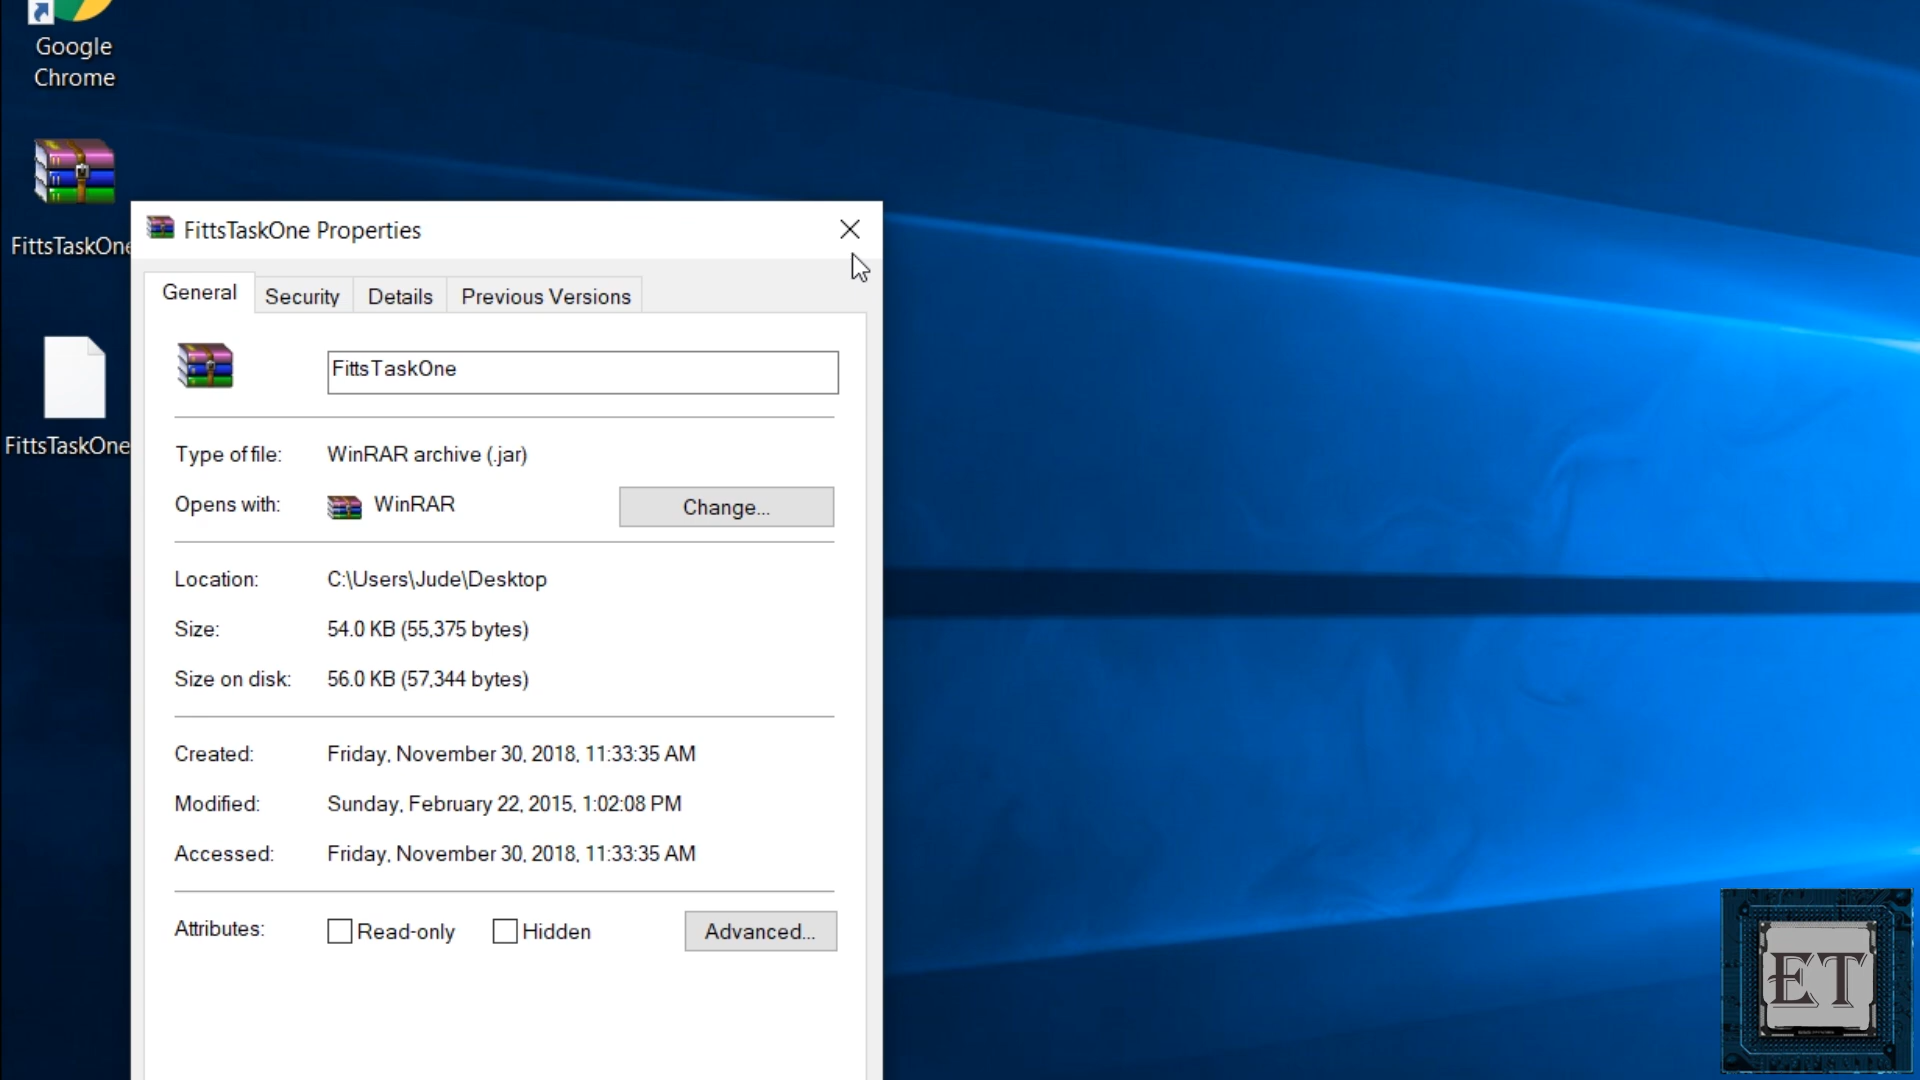 Google
Chrome
FittsTaskOne
FittsTaskOne
FittsTaskOne Properties
General
Security
Details
Previous Versions
FittsTaskOne
Type of file:
WinRAR archive (.jar)
Opens with:
WinRAR
Change...
Location:
C:\Users\Jude\Desktop
Size:
54.0 KB (55,375 bytes)
Size on disk:
56.0 KB (57,344 bytes)
Created:
Friday, November 30, 2018, 11:33:35 AM
Modified:
Sunday, February 22, 2015, 1:02:08 PM
Accessed:
Friday, November 30, 2018, 11:33:35 AM
Attributes:
Read-only
Hidden
Advanced...
ET